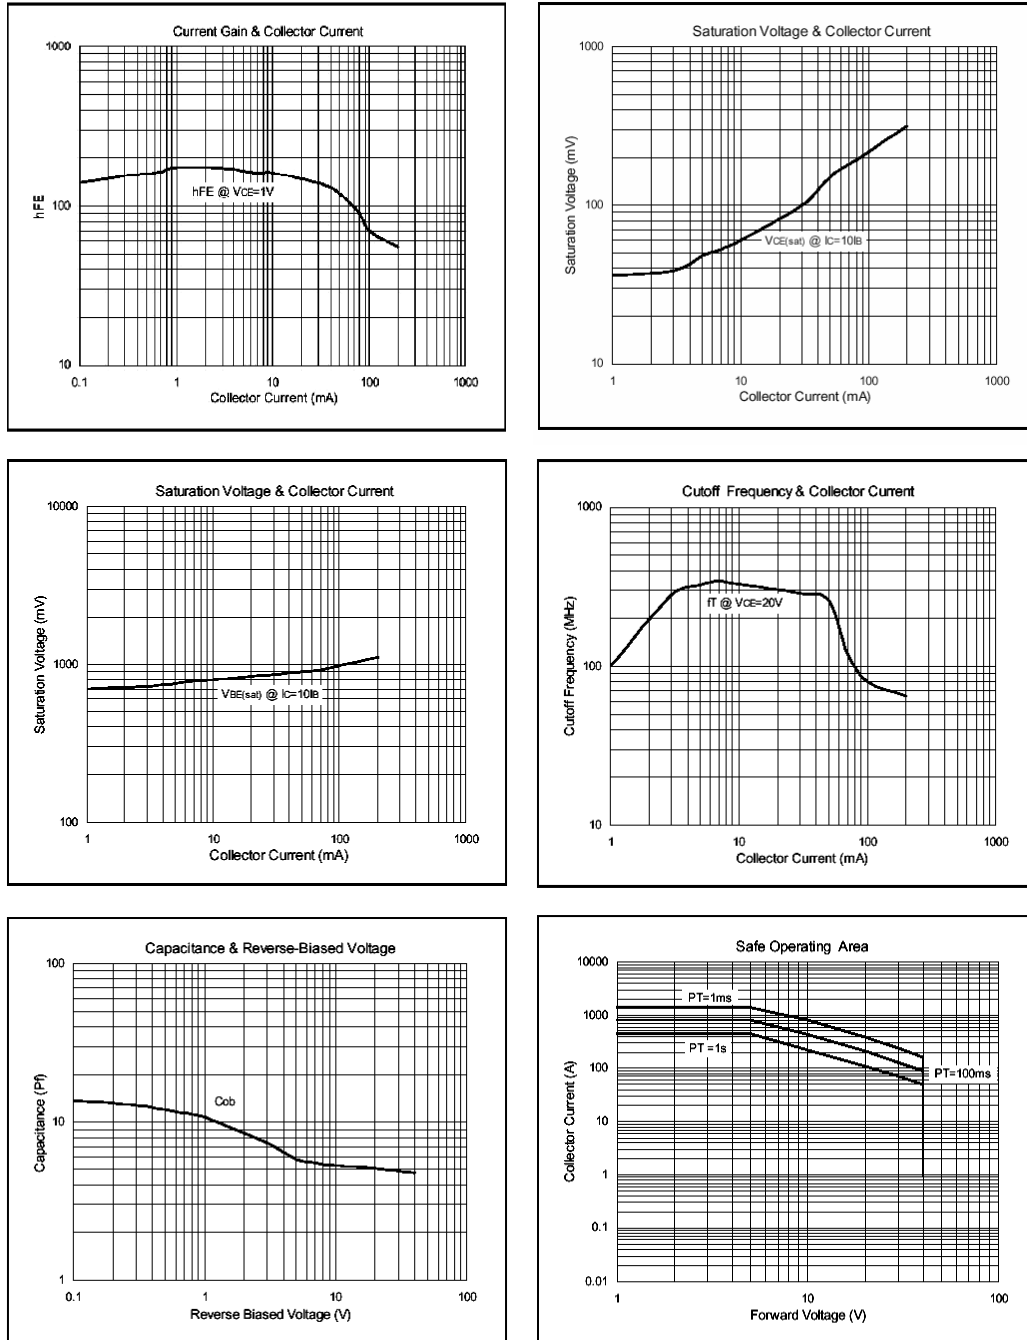 Current Gain & Collector Current
1000
100
10
hFE
hFE @ VCE=1V
0.1 1 10 100 1000
Collector Current (mA)
Saturation Voltage & Collector Current
1000
100
10
Saturation Voltage (mV)
VCE(sat) @ IC=10IB
1 10 100 1000
Collector Current (mA)
Saturation Voltage & Collector Current
10000
1000
100
Saturation Voltage (mV)
VBE(sat) @ IC=10IB
1 10 100 1000
Collector Current (mA)
Cutoff Frequency & Collector Current
1000
100
10
Cutoff Frequency (MHz)
fT @ VCE=20V
1 10 100 1000
Collector Current (mA)
Capacitance & Reverse-Biased Voltage
100
10
1
Capacitance (Pf)
Cob
0.1 1 10 100
Reverse Biased Voltage (V)
Safe Operating Area
10000
1000
100
10
1
0.1
0.01
Collector Current (A)
PT=1ms
PT =1s
PT=100ms
1 10 100
Forward Voltage (V)